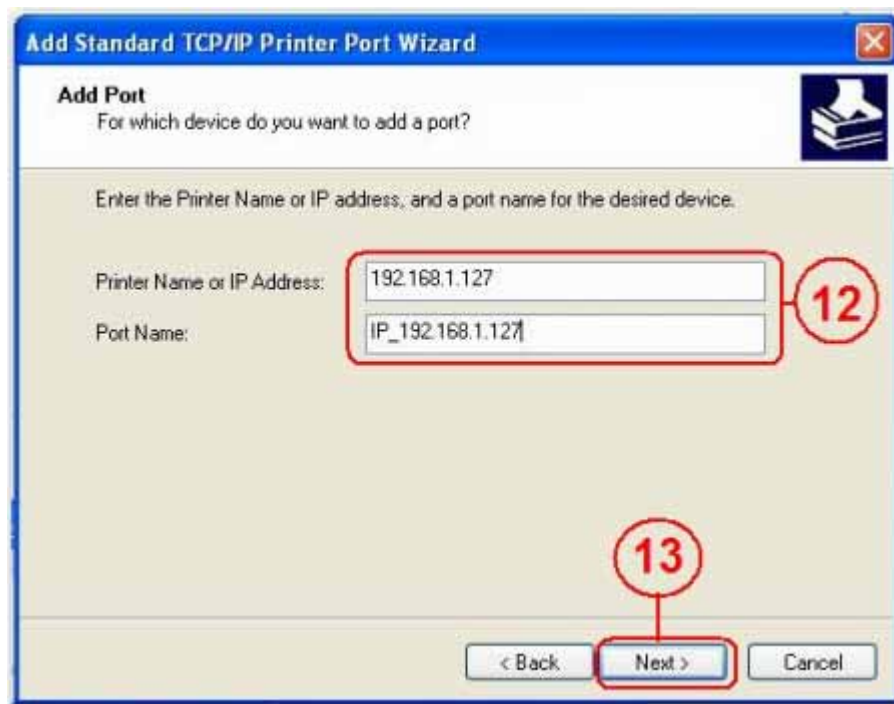 Add Standard TCP/IP Printer Port Wizard
Add Port
For which device do you want to add a port?
Enter the Printer Name or IP address, and a port name for the desired device.
Printer Name or IP Address: 192.168.1.127
12
Port Name: IP_192.168.1.127
13
< Back Next > Cancel